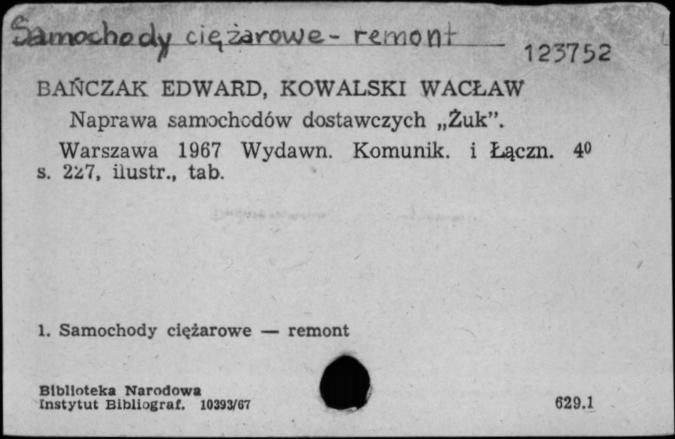 Samochody ciężarowe - remont
123752
BAŃCZAK EDWARD, KOWALSKI WACŁAW
Naprawa samochodów dostawczych „Żuk”.
Warszawa 1967 Wydawn. Komunik. i Łączn. 4⁰
s. 227, ilustr., tab.
1. Samochody ciężarowe — remont
Biblioteka Narodowa
Instytut Bibliograf. 10393/67
629.1